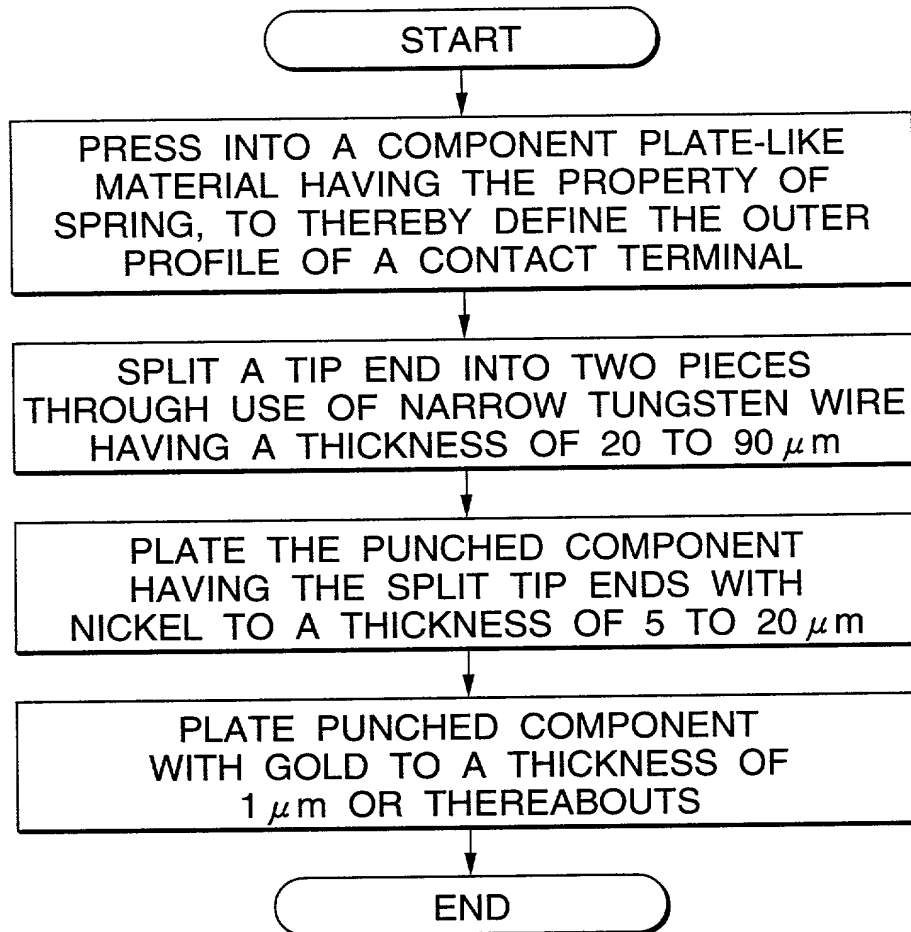 START
PRESS INTO A COMPONENT PLATE-LIKE
MATERIAL HAVING THE PROPERTY OF
SPRING, TO THEREBY DEFINE THE OUTER
PROFILE OF A CONTACT TERMINAL
SPLIT A TIP END INTO TWO PIECES
THROUGH USE OF NARROW TUNGSTEN WIRE
HAVING A THICKNESS OF 20 TO 90 μm
PLATE THE PUNCHED COMPONENT
HAVING THE SPLIT TIP ENDS WITH
NICKEL TO A THICKNESS OF 5 TO 20 μm
PLATE PUNCHED COMPONENT
WITH GOLD TO A THICKNESS OF
1 μm OR THEREABOUTS
END